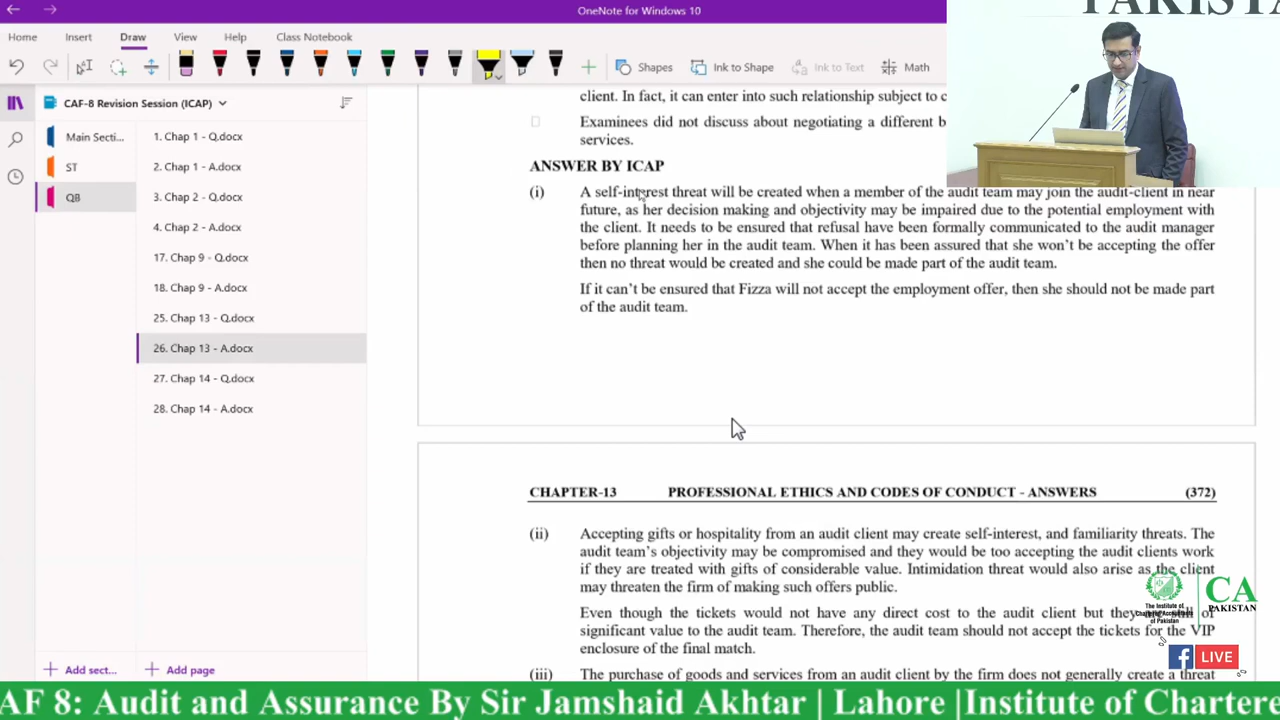 OneNote for Windows 10
PAKISTA
Home Insert Draw View Help Class Notebook
Shapes Ink to Shape Ink to Text Math
CAF-8 Revision Session (ICAP)
Main Secti... 1. Chap 1 - Q.docx
ST 2. Chap 1 - A.docx
QB 3. Chap 2 - Q.docx
4. Chap 2 - A.docx
17. Chap 9 - Q.docx
18. Chap 9 - A.docx
25. Chap 13 - Q.docx
26. Chap 13 - A.docx
27. Chap 14 - Q.docx
28. Chap 14 - A.docx
Add sect... Add page
client. In fact, it can enter into such relationship subject to c
Examinees did not discuss about negotiating a different b
services.
ANSWER BY ICAP
(i) A self-interest threat will be created when a member of the audit team may join the audit-client in near
future, as her decision making and objectivity may be impaired due to the potential employment with
the client. It needs to be ensured that refusal have been formally communicated to the audit manager
before planning her in the audit team. When it has been assured that she won't be accepting the offer
then no threat would be created and she could be made part of the audit team.
If it can't be ensured that Fizza will not accept the employment offer, then she should not be made part
of the audit team.
CHAPTER-13 PROFESSIONAL ETHICS AND CODES OF CONDUCT - ANSWERS (372)
(ii) Accepting gifts or hospitality from an audit client may create self-interest, and familiarity threats. The
audit team's objectivity may be compromised and they would be too accepting the audit clients work
if they are treated with gifts of considerable value. Intimidation threat would also arise as the client
may threaten the firm of making such offers public.
Even though the tickets would not have any direct cost to the audit client but they still of
significant value to the audit team. Therefore, the audit team should not accept the tickets for the VIP
enclosure of the final match.
(iii) The purchase of goods and services from an audit client by the firm does not generally create a threat
The Institute of
of Pakistan
CA
PAKISTAN
LIVE
AF 8: Audit and Assurance By Sir Jamshaid Akhtar | Lahore |Institute of Chartere